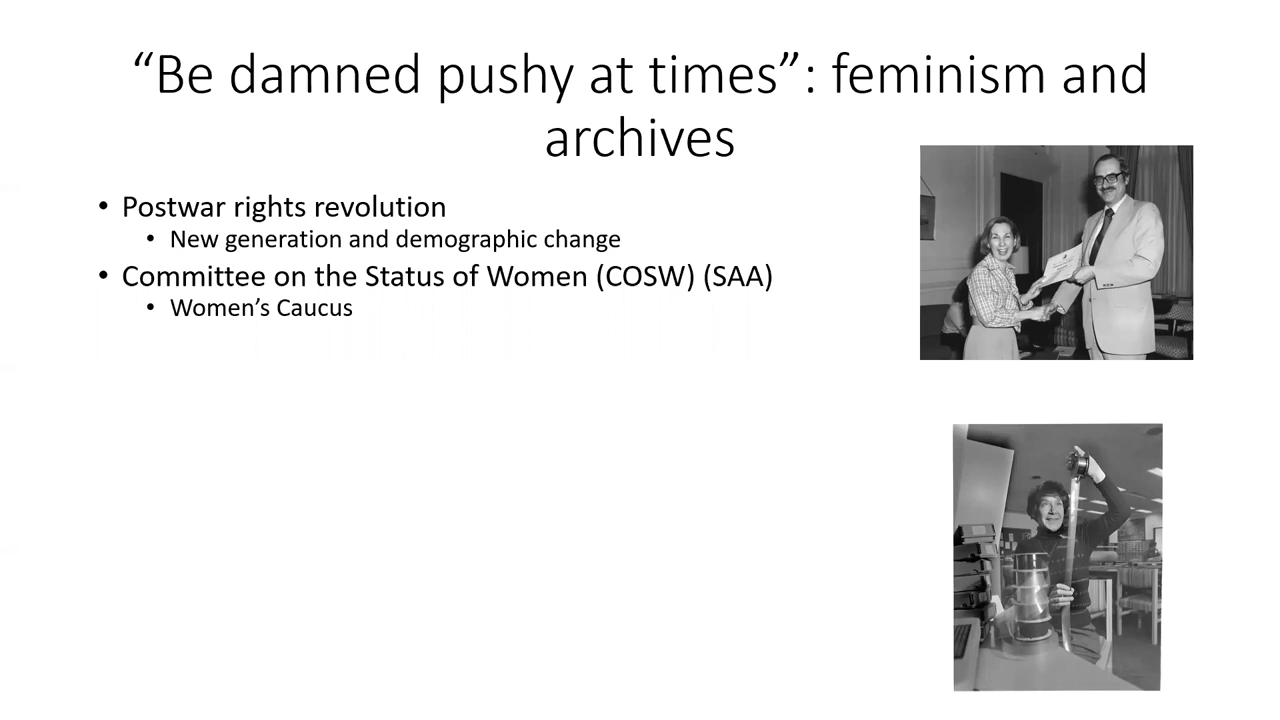 “Be damned pushy at times”: feminism and
archives
• Postwar rights revolution
• New generation and demographic change
• Committee on the Status of Women (COSW) (SAA)
• Women’s Caucus